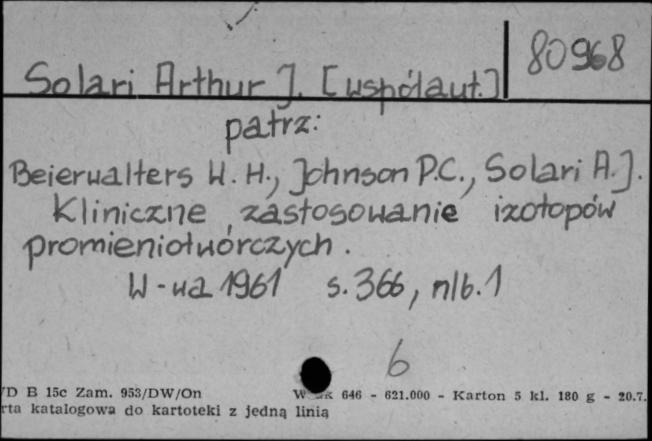 80968
Solari Arthur J. [współaut.]
patrz:
Beierwalters W. H., Johnson P.C., Solari A.J.
Kliniczne zastosowanie izotopów
promieniotwórczych.
W-wa 1961 s. 366, nlb. 1
6
/D B 15c Zam. 953/DW/On 646 - 621.000 - Karton 5 kl. 180 g - 20.7.
rta katalogowa do kartoteki z jedną linią